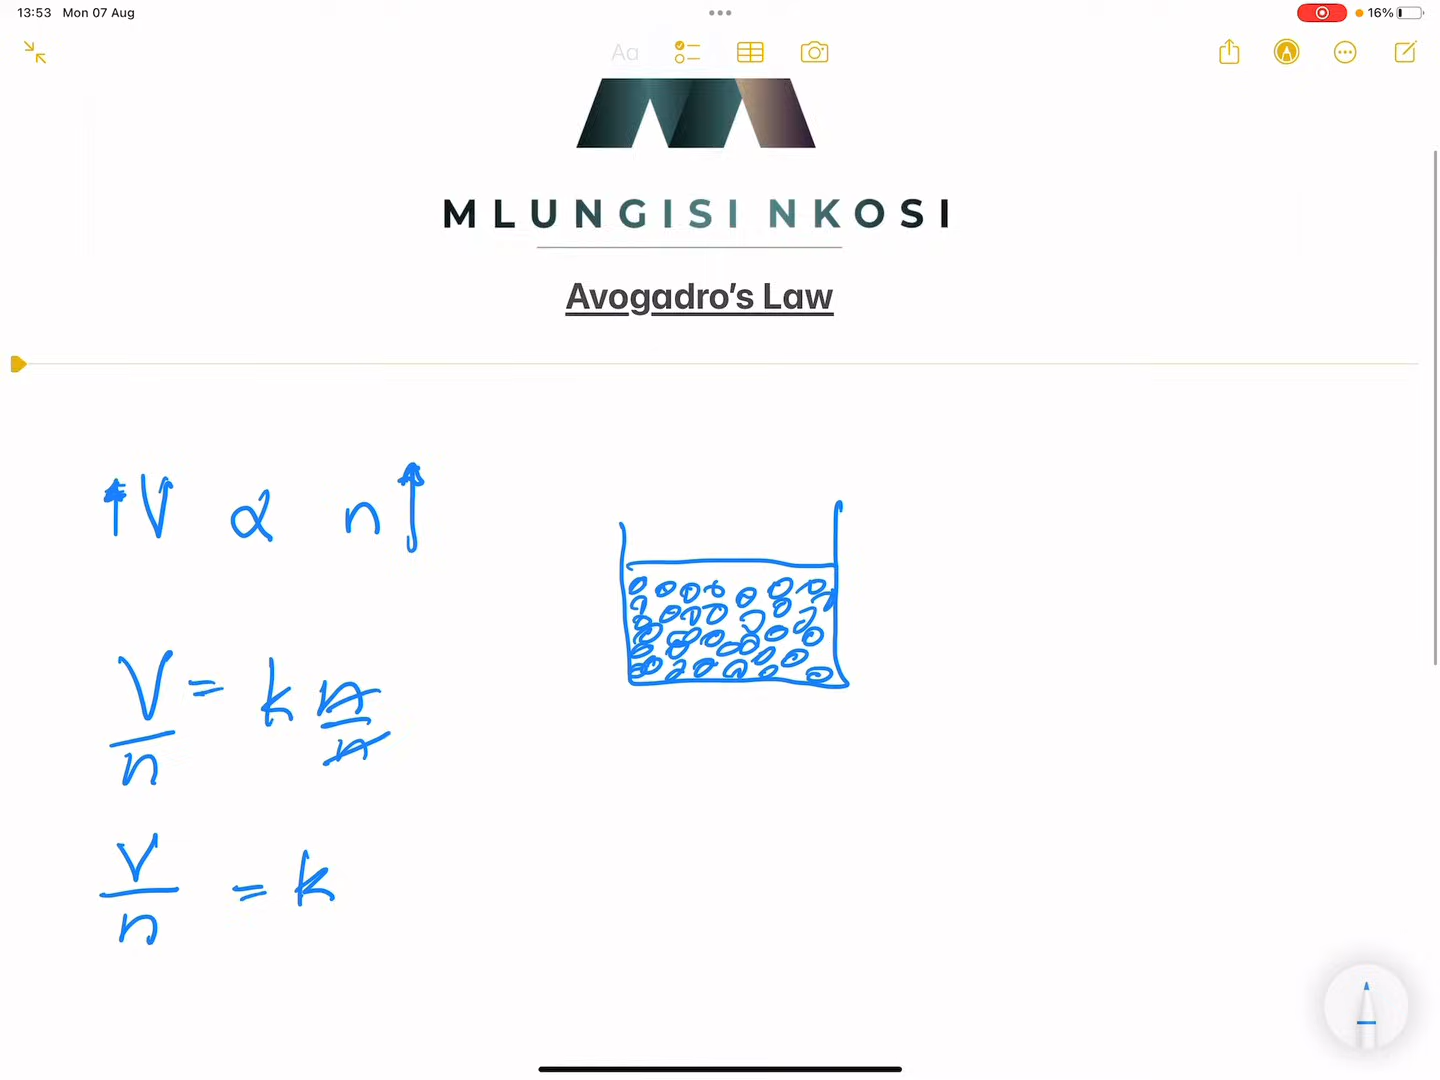 13:53 Mon 07 Aug
16%
Aa
MLUNGISI NKOSI
Avogadro's Law
↑V ∝ n↑
V/n = k n/n
V/n = k